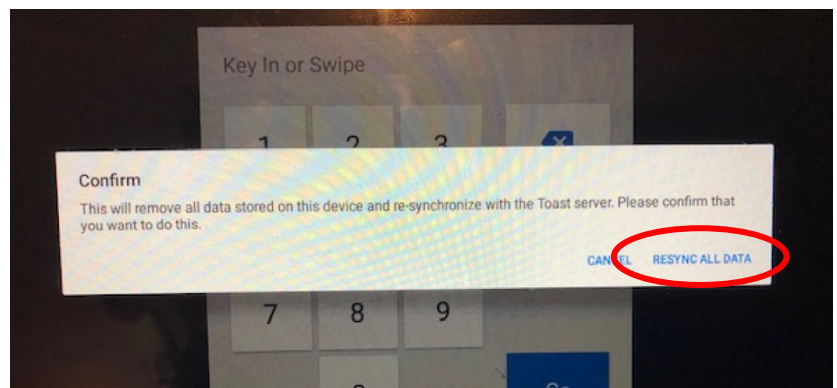 Key In or Swipe
1 2 3
Confirm
This will remove all data stored on this device and re-synchronize with the Toast server. Please confirm that
you want to do this.
CANCEL RESYNC ALL DATA
7 8 9